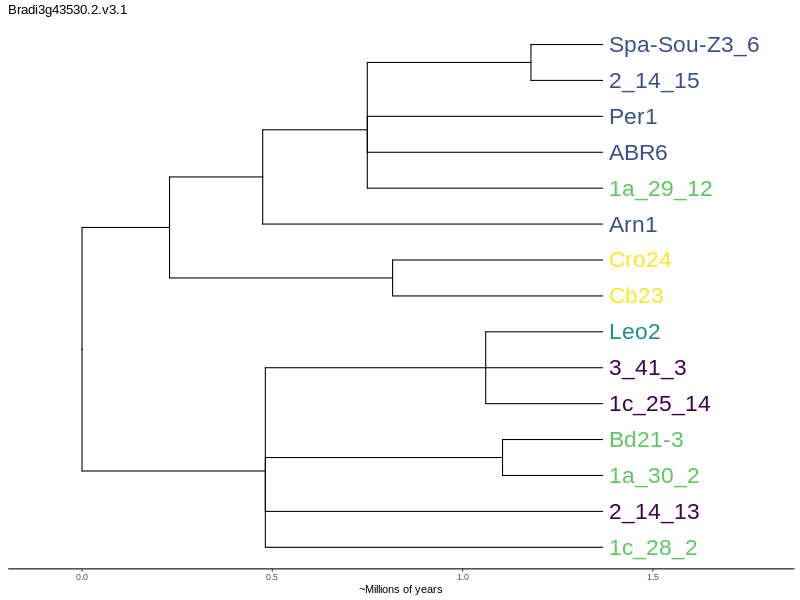 Bradi3g43530.2.v3.1
Spa-Sou-Z3_6
2_14_15
Per1
ABR6
1a_29_12
Arn1
Cro24
Cb23
Leo2
3_41_3
1c_25_14
Bd21-3
1a_30_2
2_14_13
1c_28_2
0.0 0.5 1.0 1.5
~Millions of years